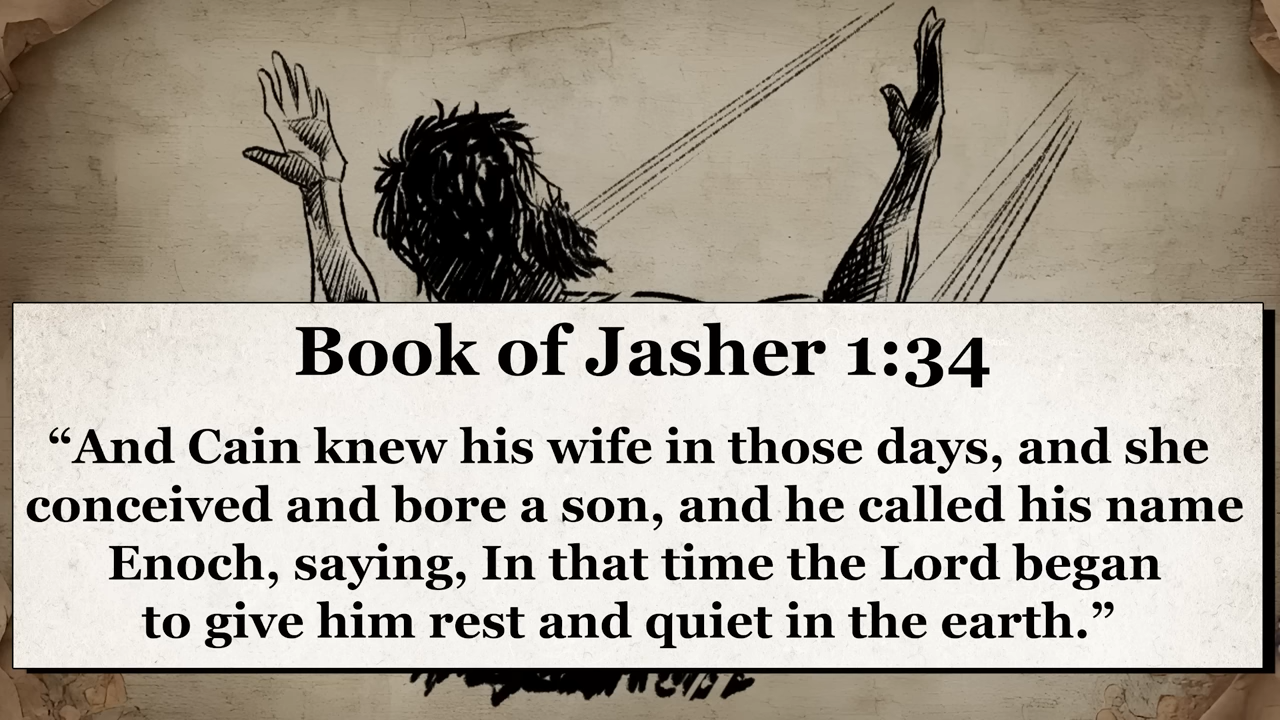 Book of Jasher 1:34
“And Cain knew his wife in those days, and she
conceived and bore a son, and he called his name
Enoch, saying, In that time the Lord began
to give him rest and quiet in the earth.”